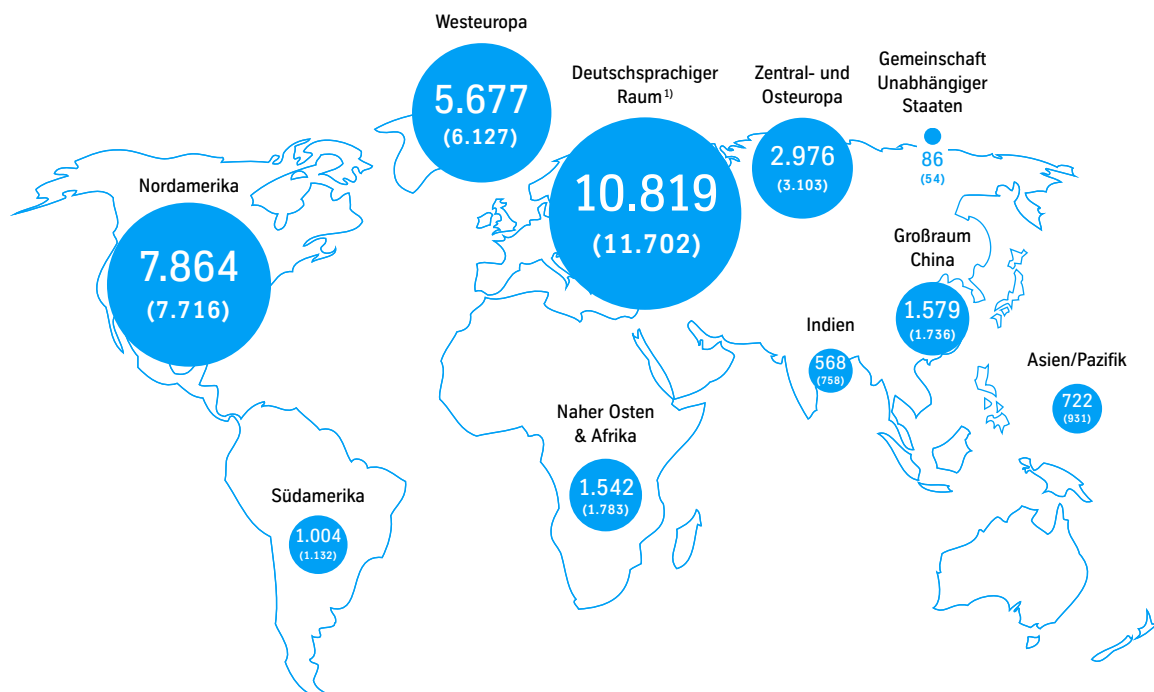 Westeuropa
5.677
(6.127)
Deutschsprachiger
Raum¹⁾
10.819
(11.702)
Zentral- und
Osteuropa
2.976
(3.103)
Gemeinschaft
Unabhängiger
Staaten
86
(54)
Nordamerika
7.864
(7.716)
Großraum
China
1.579
(1.736)
Indien
568
(758)
Asien/Pazifik
722
(931)
Naher Osten
& Afrika
1.542
(1.783)
Südamerika
1.004
(1.132)